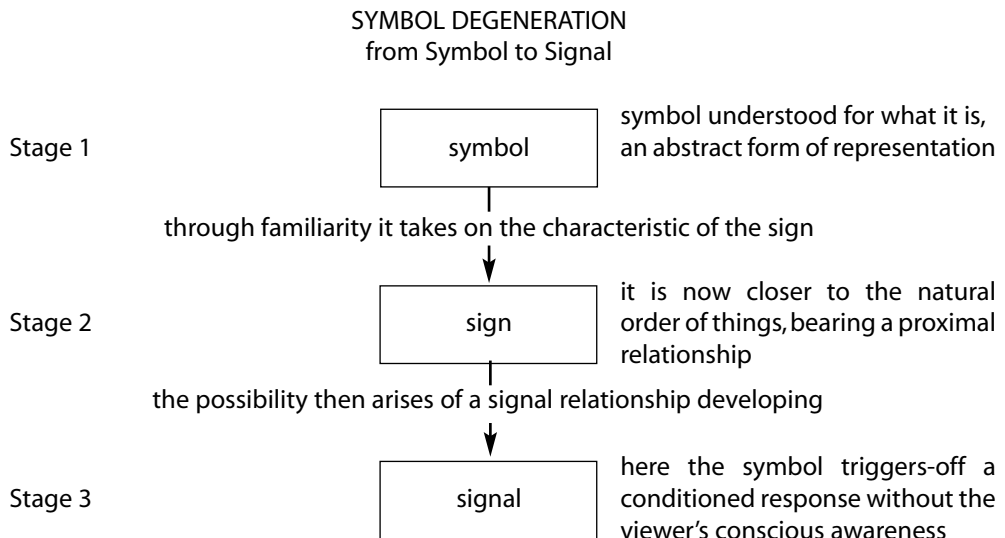 SYMBOL DEGENERATION
from Symbol to Signal
Stage 1
symbol
symbol understood for what it is,
an abstract form of representation
through familiarity it takes on the characteristic of the sign
Stage 2
sign
it is now closer to the natural
order of things, bearing a proximal
relationship
the possibility then arises of a signal relationship developing
Stage 3
signal
here the symbol triggers-off a
conditioned response without the
viewer's conscious awareness